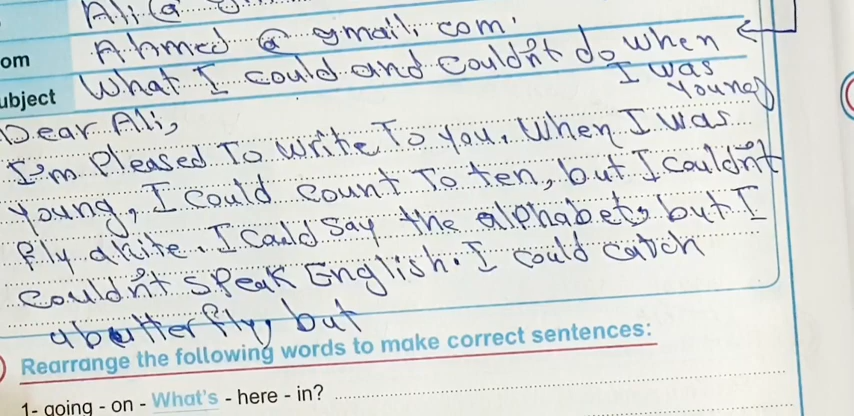 Ali@
om Ahmed @ gmail. com.
ubject What I could and couldn't do when
I was
young
Dear Ali,
I'm Pleased To write To you. When I was
young, I could count To ten, but I couldn't
fly a kite. I could say the alphabets but I
couldn't speak English. I could catch
a butterfly, but
Rearrange the following words to make correct sentences:
1- going - on - What's - here - in?